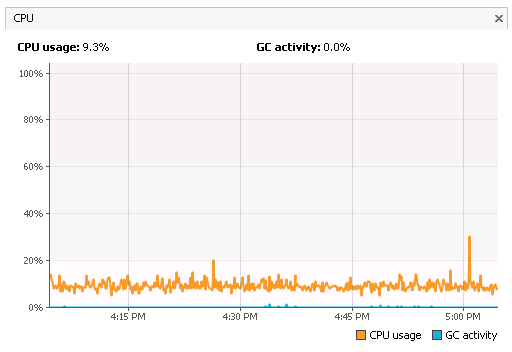 CPU
CPU usage: 9.3% GC activity: 0.0%
100%
80%
60%
40%
20%
0%
4:15 PM 4:30 PM 4:45 PM 5:00 PM
CPU usage GC activity